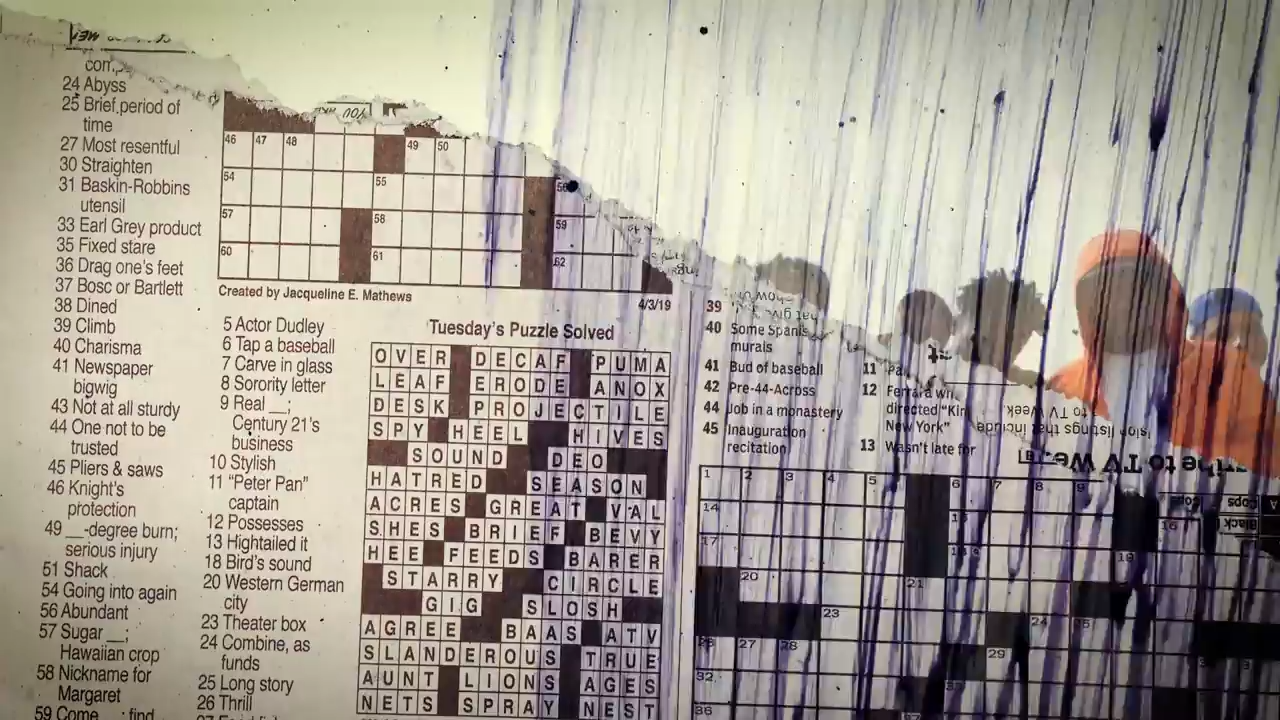 24 Abyss
25 Brief period of
time
27 Most resentful
30 Straighten
31 Baskin-Robbins
utensil
33 Earl Grey product
35 Fixed stare
36 Drag one's feet
37 Bosc or Bartlett
38 Dined
39 Climb
40 Charisma
41 Newspaper
bigwig
43 Not at all sturdy
44 One not to be
trusted
45 Pliers & saws
46 Knight's
protection
49 __-degree burn;
serious injury
51 Shack
54 Going into again
56 Abundant
57 Sugar __;
Hawaiian crop
58 Nickname for
Margaret
59 Come __; find
46 47 48 49 50
54 55 56
57 58 59
60 61 62
Created by Jacqueline E. Mathews
4/3/19
5 Actor Dudley
6 Tap a baseball
7 Carve in glass
8 Sorority letter
9 Real __;
Century 21's
business
10 Stylish
11 "Peter Pan"
captain
12 Possesses
13 Hightailed it
18 Bird's sound
20 Western German
city
23 Theater box
24 Combine, as
funds
25 Long story
26 Thrill
Tuesday's Puzzle Solved
OVER DECAF PUMA
LEAF ERODE ANOX
DESK PROJECTILE
SPY HEEL HIVES
SOUND DEO
HATRED SEASON
ACRES GREAT VAL
SHES BRIEF BEVY
HEE FEEDS BARER
STARRY CIRCLE
GIG SLOSH
AGREE BAAS ATV
SLANDEROUS TRUE
AUNT LIONS AGES
NETS SPRAY NEST
39
40 Some Spanish
murals
41 Bud of baseball
42 Pre-44-Across
44 Job in a monastery
45 Inauguration
recitation
11
12 Ferrara who
directed "King
New York"
13 Wasn't late for
1 2 3 4 5 6 7 8 9
14 15 16
17 18 19
20 21
23 24 25
26 27 28 29
32
36